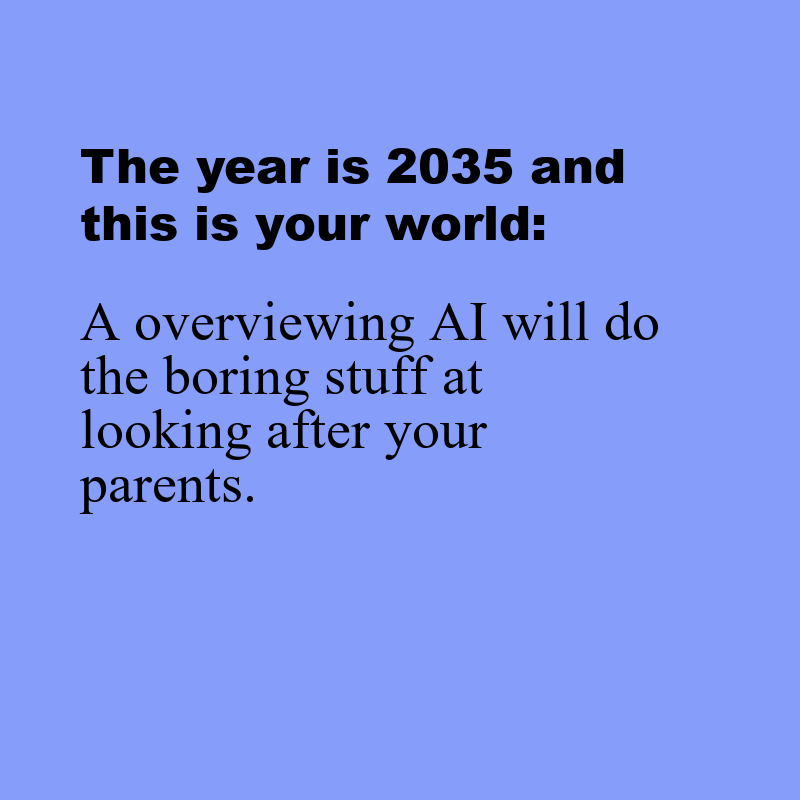 The year is 2035 and
this is your world:
A overviewing AI will do
the boring stuff at
looking after your
parents.